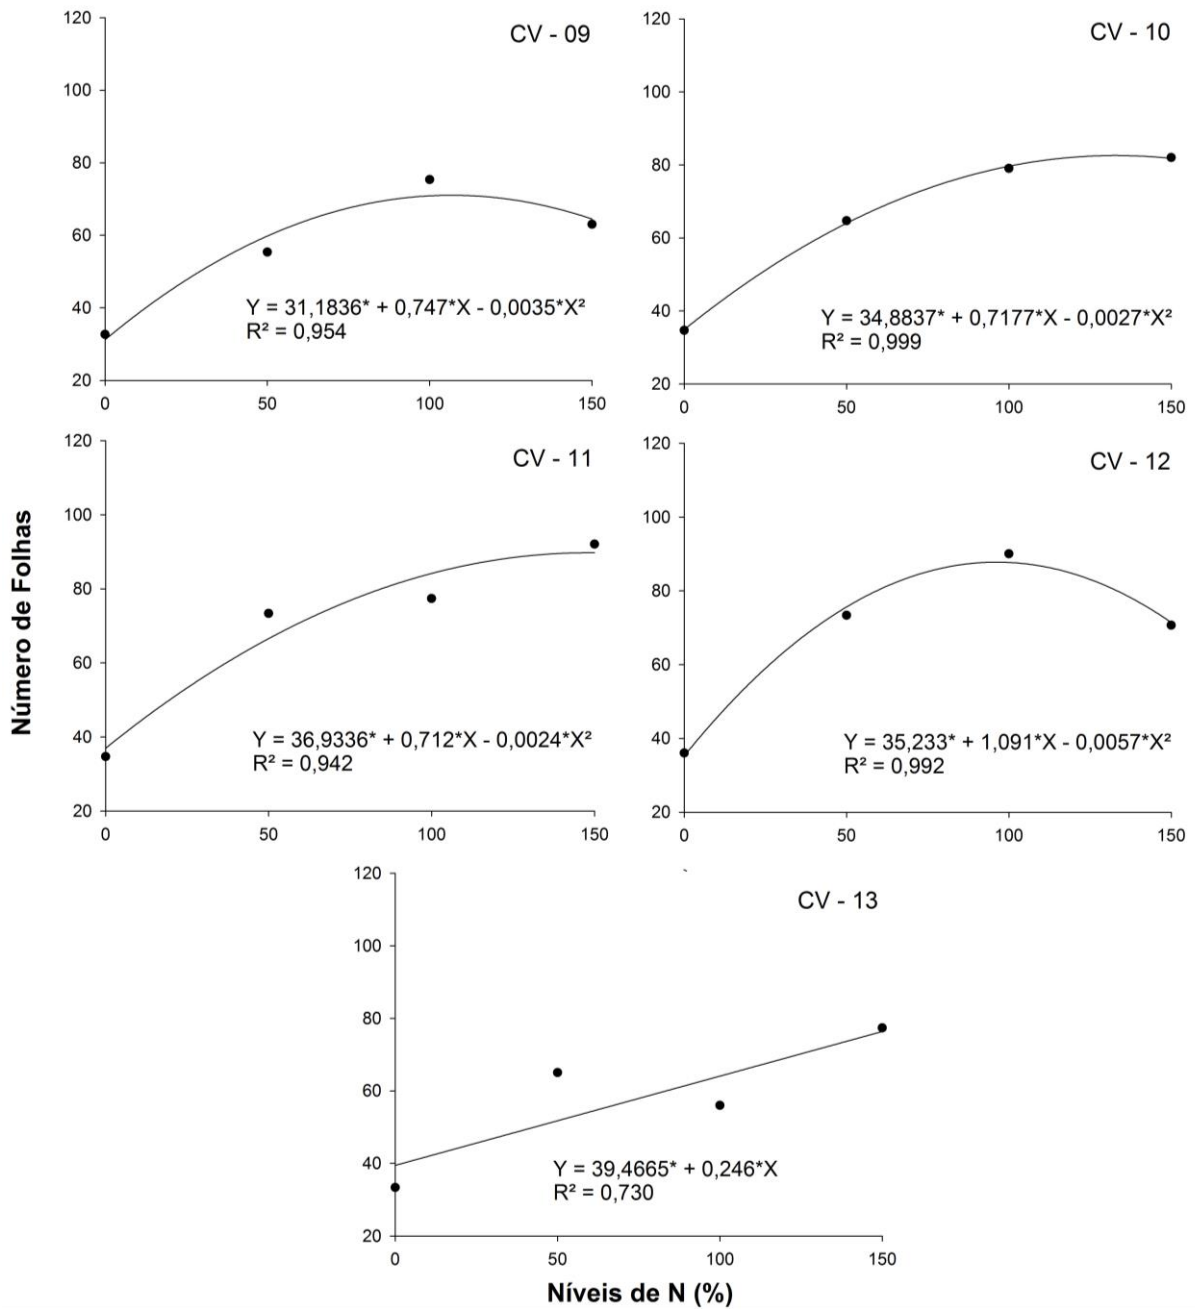 CV - 09
120
100
80
60
40
20
Y = 31,1836* + 0,747*X - 0,0035*X²
R² = 0,954
0 50 100 150
CV - 10
120
100
80
60
40
20
Y = 34,8837* + 0,7177*X - 0,0027*X²
R² = 0,999
0 50 100 150
Número de Folhas
CV - 11
120
100
80
60
40
20
Y = 36,9336* + 0,712*X - 0,0024*X²
R² = 0,942
0 50 100 150
CV - 12
120
100
80
60
40
20
Y = 35,233* + 1,091*X - 0,0057*X²
R² = 0,992
0 50 100 150
CV - 13
120
100
80
60
40
20
Y = 39,4665* + 0,246*X
R² = 0,730
0 50 100 150
Níveis de N (%)